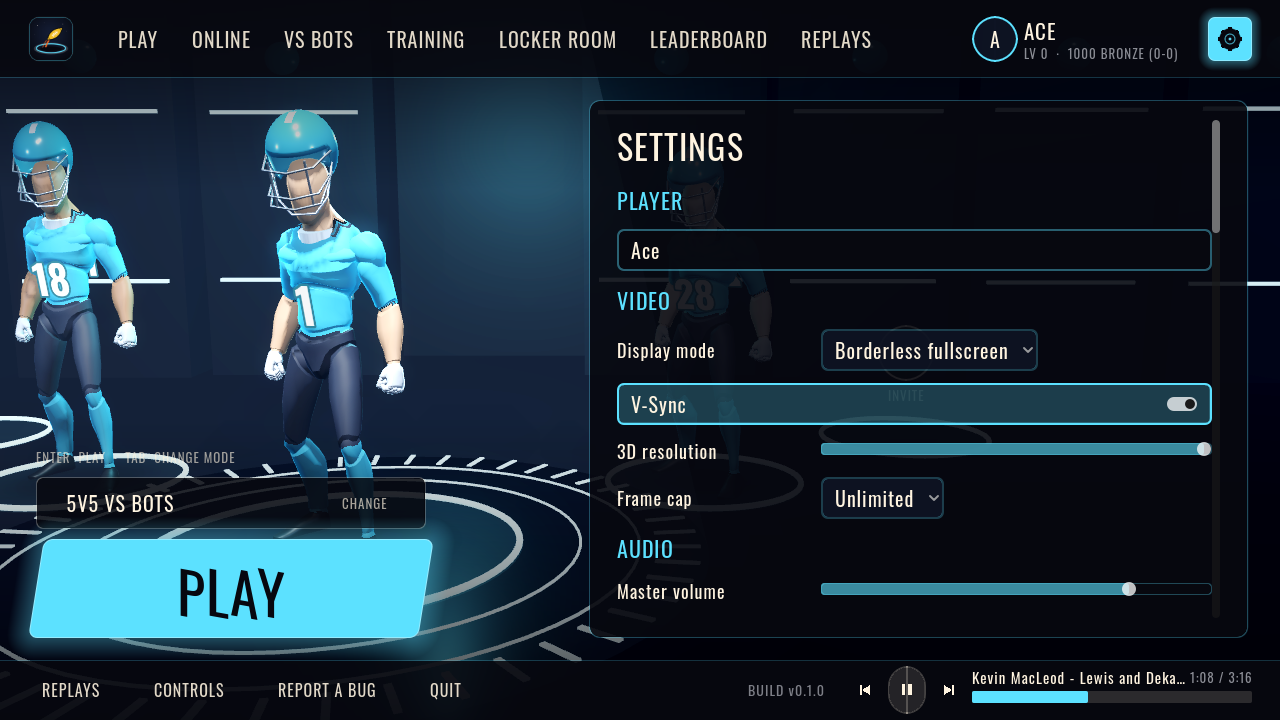 PLAY ONLINE VS BOTS TRAINING LOCKER ROOM LEADERBOARD REPLAYS
A ACE
LV 0 · 1000 BRONZE (0-0)
SETTINGS
PLAYER
Ace
VIDEO
Display mode Borderless fullscreen
V-Sync
INVITE
3D resolution
Frame cap Unlimited
AUDIO
Master volume
18
1
28
ENTER PLAY · TAB CHANGE MODE
5V5 VS BOTS CHANGE
PLAY
REPLAYS CONTROLS REPORT A BUG QUIT
BUILD v0.1.0
Kevin MacLeod - Lewis and Deka… 1:08 / 3:16